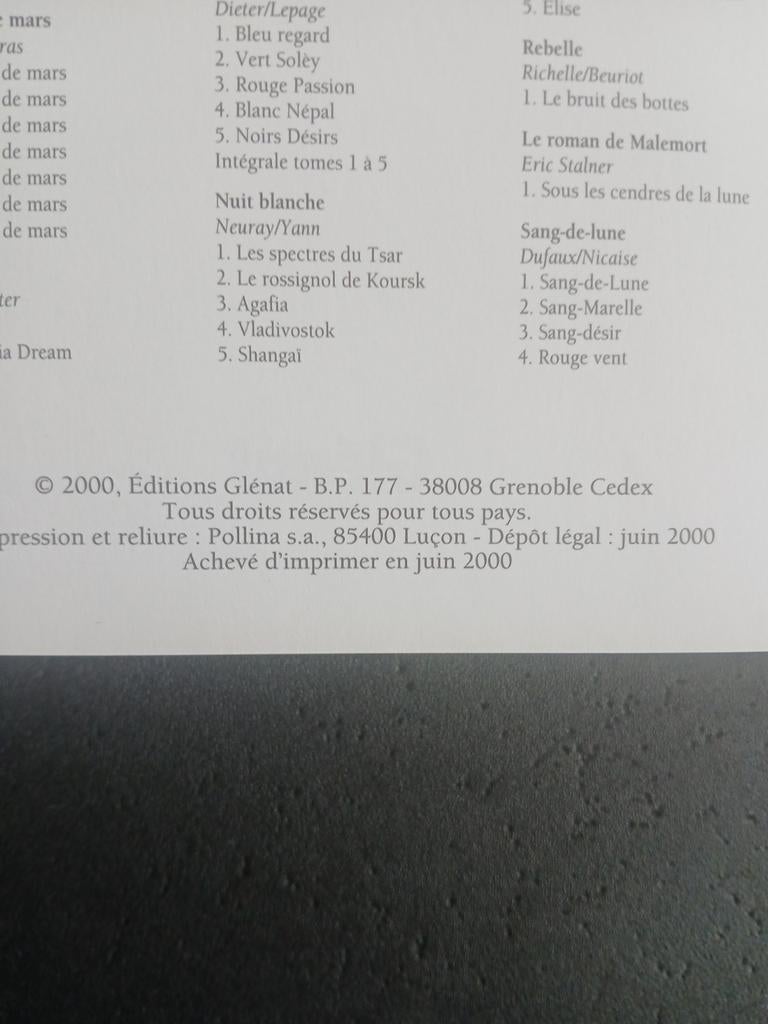 mars
ras
de mars
de mars
de mars
de mars
de mars
de mars
de mars
ter
ia Dream
Dieter/Lepage
1. Bleu regard
2. Vert Solèy
3. Rouge Passion
4. Blanc Népal
5. Noirs Désirs
Intégrale tomes 1 à 5
Nuit blanche
Neuray/Yann
1. Les spectres du Tsar
2. Le rossignol de Koursk
3. Agafia
4. Vladivostok
5. Shangaï
5. Elise
Rebelle
Richelle/Beuriot
1. Le bruit des bottes
Le roman de Malemort
Eric Stalner
1. Sous les cendres de la lune
Sang-de-lune
Dufaux/Nicaise
1. Sang-de-Lune
2. Sang-Marelle
3. Sang-désir
4. Rouge vent
© 2000, Éditions Glénat - B.P. 177 - 38008 Grenoble Cedex
Tous droits réservés pour tous pays.
pression et reliure : Pollina s.a., 85400 Luçon - Dépôt légal : juin 2000
Achevé d'imprimer en juin 2000